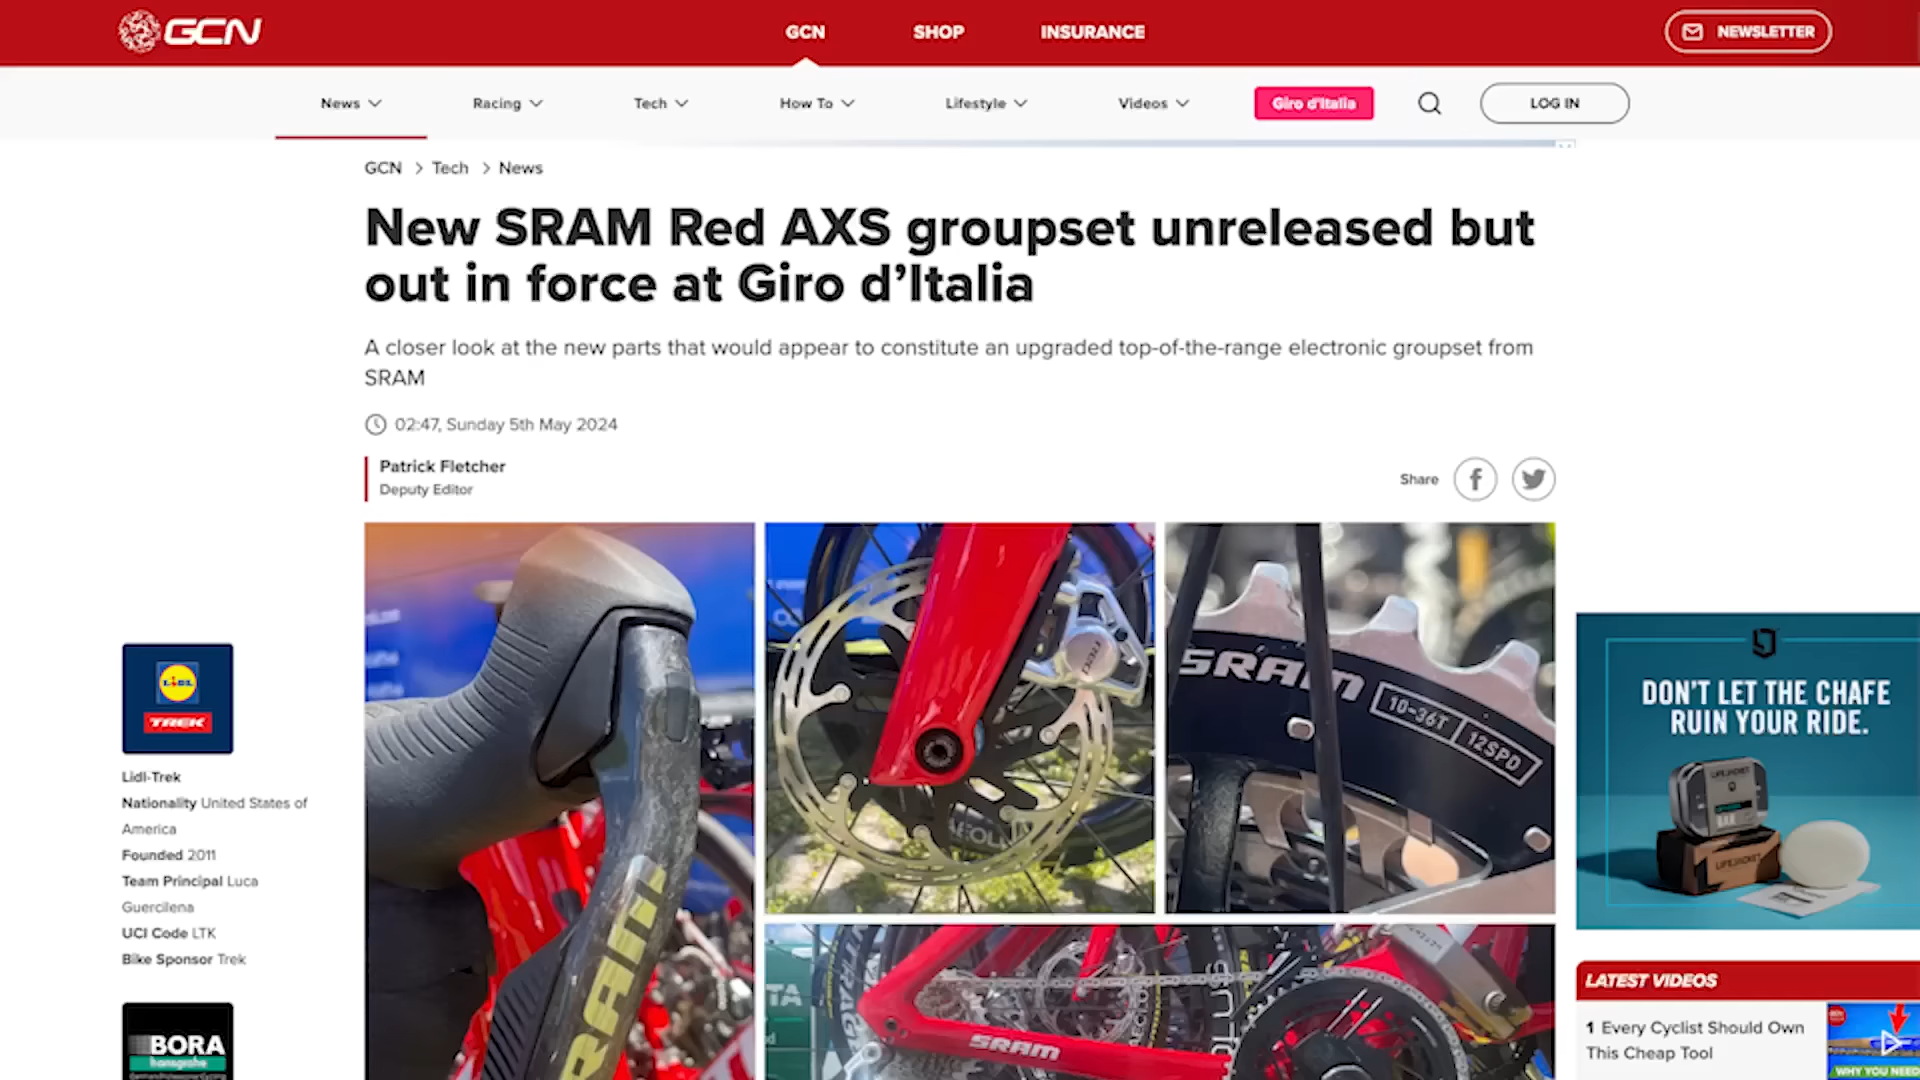 GCN
GCN
SHOP
INSURANCE
NEWSLETTER
News
Racing
Tech
How To
Lifestyle
Videos
Giro d'Italia
LOG IN
GCN > Tech > News
New SRAM Red AXS groupset unreleased but
out in force at Giro d’Italia
A closer look at the new parts that would appear to constitute an upgraded top-of-the-range electronic groupset from
SRAM
02:47, Sunday 5th May 2024
Patrick Fletcher
Deputy Editor
Share
SRAM
10-36T
12SPD
RAM
SRAM
LIDL
TREK
Lidl-Trek
Nationality United States of
America
Founded 2011
Team Principal Luca
Guercilena
UCI Code LTK
Bike Sponsor Trek
BORA
hansgrohe
DON'T LET THE CHAFE
RUIN YOUR RIDE.
LIFEJACKET
LIFEJACKET
LATEST VIDEOS
1 Every Cyclist Should Own
This Cheap Tool
WHY YOU NEED